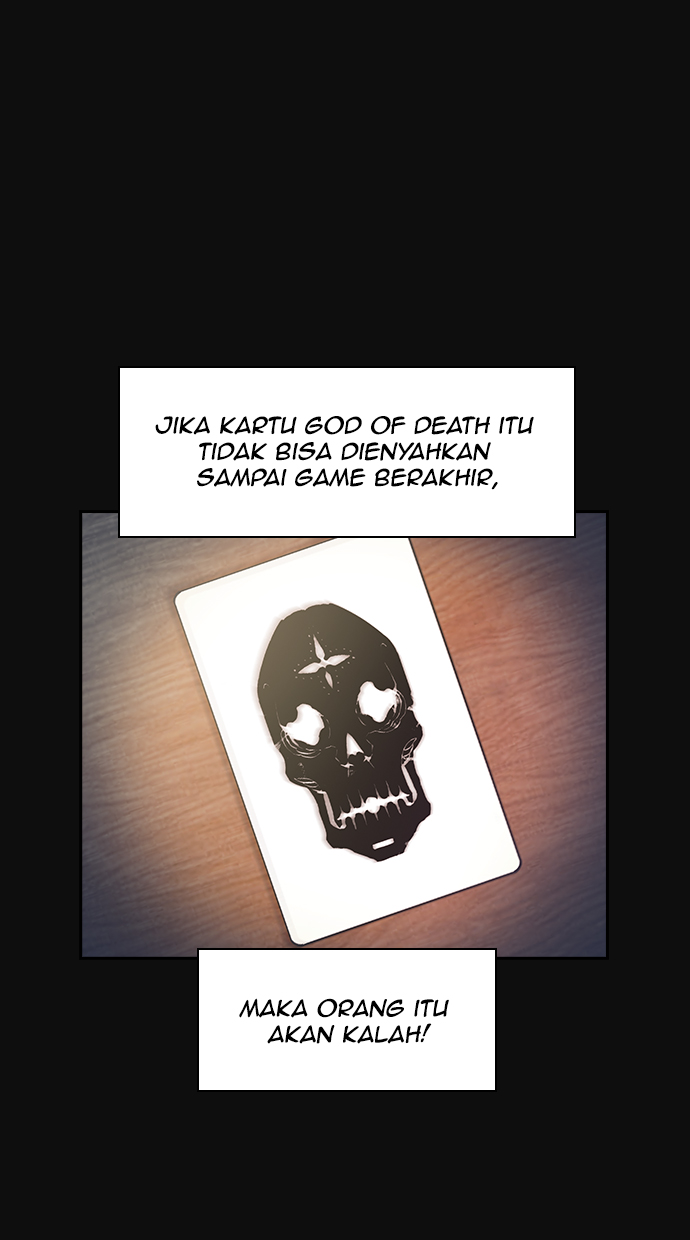 JIKA KARTU GOD OF DEATH ITU
TIDAK BISA DIENYAHKAN
SAMPAI GAME BERAKHIR,
MAKA ORANG ITU
AKAN KALAH!